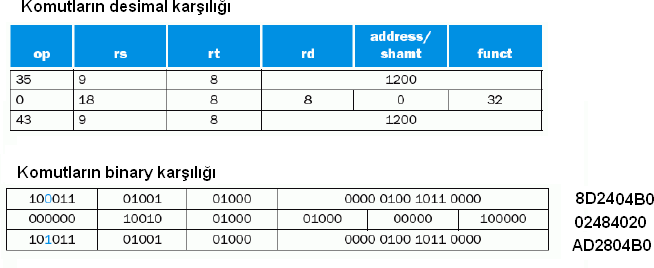 Komutların desimal karşılığı
op rs rt rd address/ shamt funct
35 9 8 1200
0 18 8 8 0 32
43 9 8 1200
Komutların binary karşılığı
100011 01001 01000 0000 0100 1011 0000 8D2404B0
000000 10010 01000 01000 00000 100000 02484020
101011 01001 01000 0000 0100 1011 0000 AD2804B0